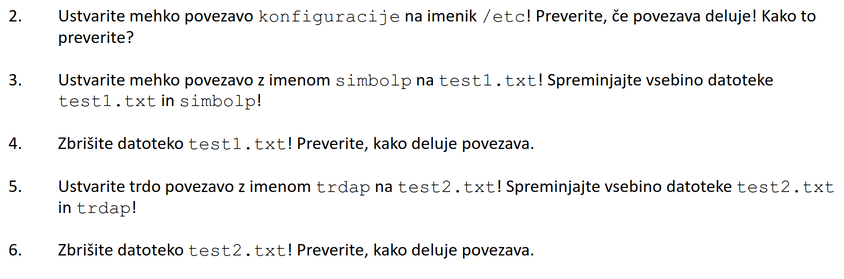 2. Ustvarite mehko povezavo konfiguracije na imenik /etc! Preverite, če povezava deluje! Kako to
preverite?
3. Ustvarite mehko povezavo z imenom simbolp na test1.txt! Spreminjajte vsebino datoteke
test1.txt in simbolp!
4. Zbrišite datoteko test1.txt! Preverite, kako deluje povezava.
5. Ustvarite trdo povezavo z imenom trdap na test2.txt! Spreminjajte vsebino datoteke test2.txt
in trdap!
6. Zbrišite datoteko test2.txt! Preverite, kako deluje povezava.